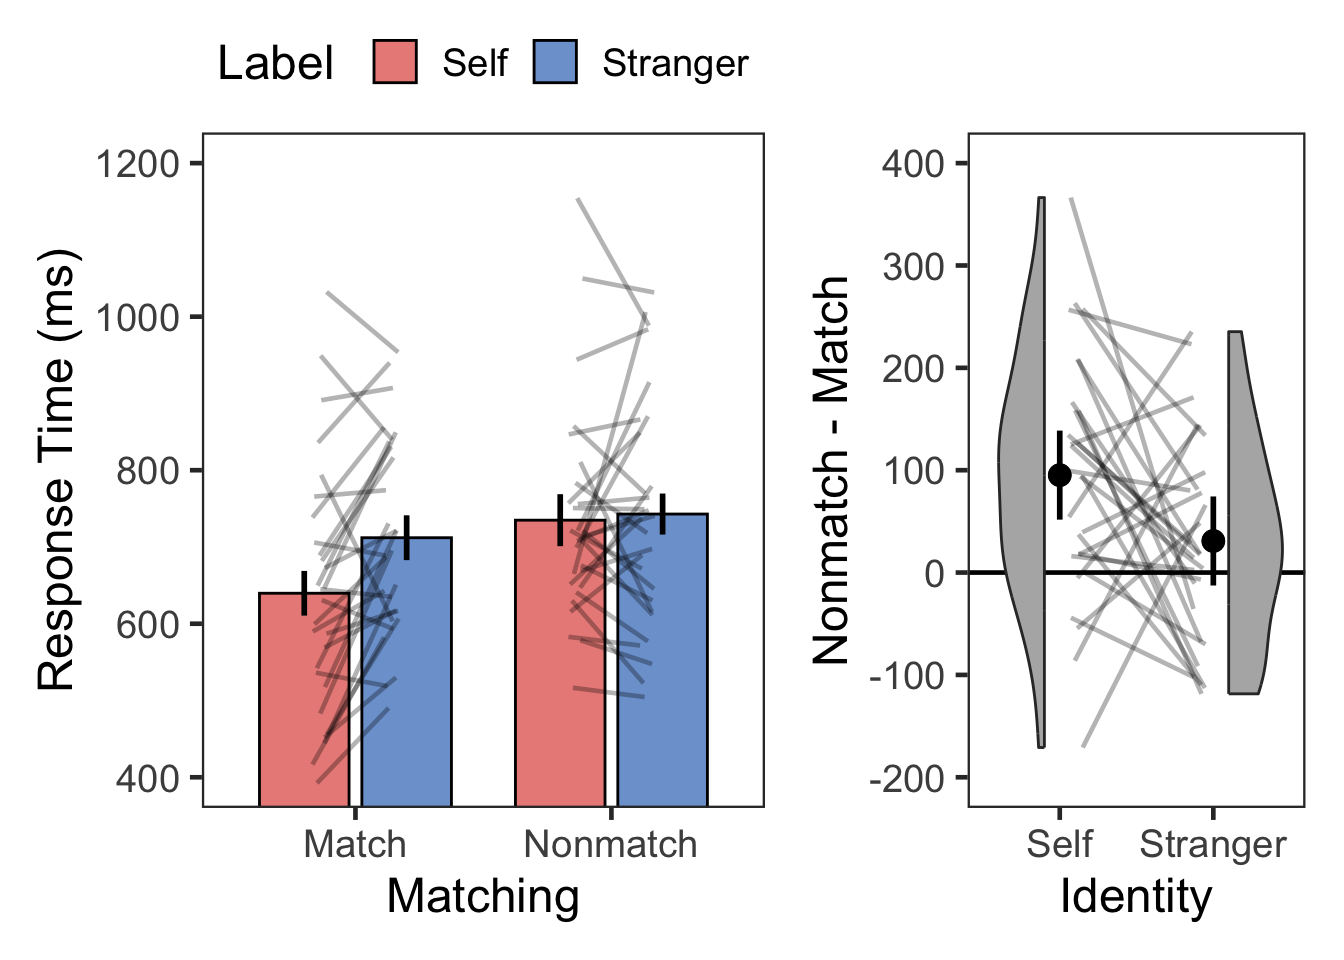 Label Self Stranger
Response Time (ms)
1200
1000
800
600
400
Match Nonmatch
Matching
Nonmatch - Match
400
300
200
100
0
-100
-200
Self Stranger
Identity